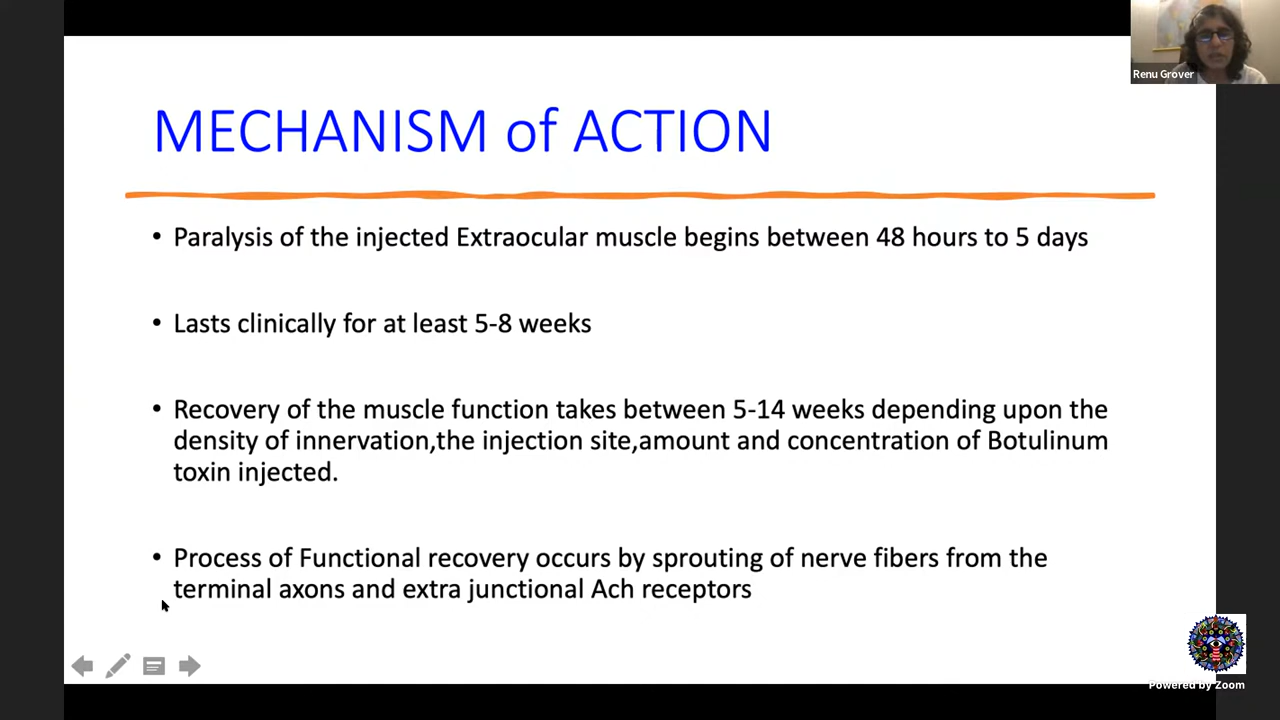 Renu Grover
MECHANISM of ACTION
• Paralysis of the injected Extraocular muscle begins between 48 hours to 5 days
• Lasts clinically for at least 5-8 weeks
• Recovery of the muscle function takes between 5-14 weeks depending upon the
density of innervation,the injection site,amount and concentration of Botulinum
toxin injected.
• Process of Functional recovery occurs by sprouting of nerve fibers from the
terminal axons and extra junctional Ach receptors
Powered by Zoom